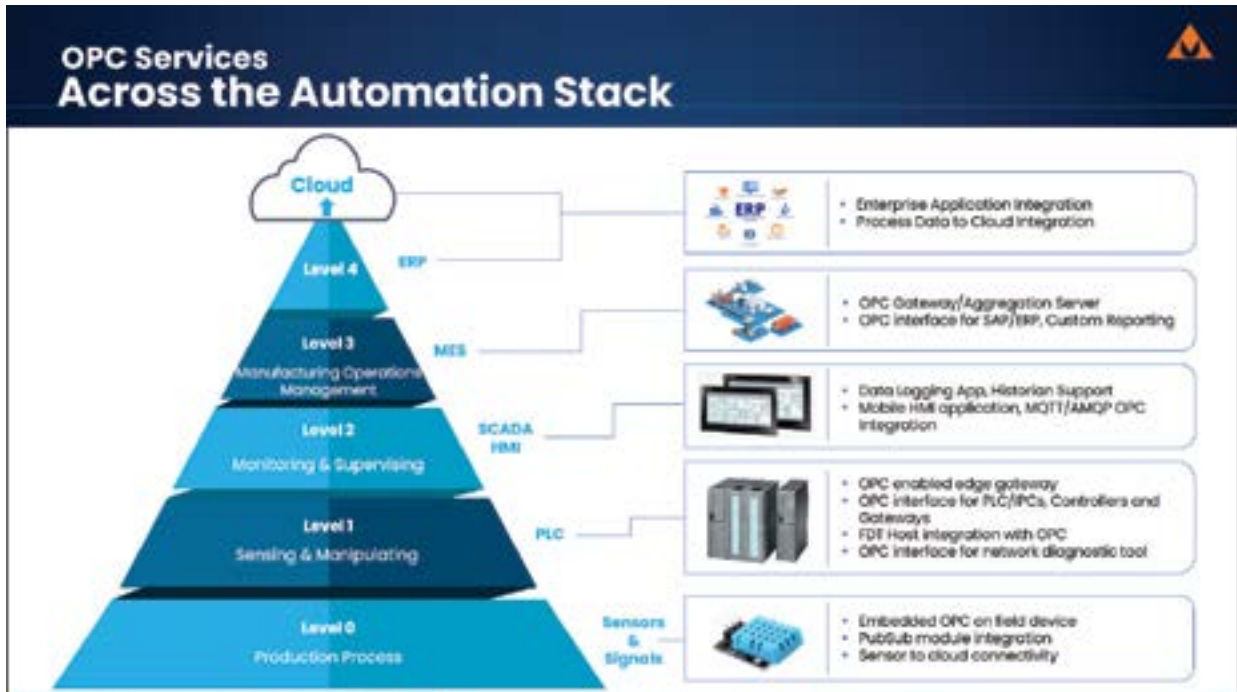 OPC Services
Across the Automation Stack
Cloud
Level 4
ERP
ERP
• Enterprise Application Integration
• Process Data to Cloud Integration
Level 3
Manufacturing Operations
Management
MES
• OPC Gateway/Aggregation Server
• OPC interface for SAP/ERP, Custom Reporting
Level 2
Monitoring & Supervising
SCADA
HMI
• Data Logging App, Historian Support
• Mobile HMI application, MQTT/AMQP OPC
Integration
Level 1
Sensing & Manipulating
PLC
• OPC enabled edge gateway
• OPC interface for PLC/IPCs, Controllers and
Gateways
• FDT Host integration with OPC
• OPC interface for network diagnostic tool
Level 0
Production Process
Sensors
&
Signals
• Embedded OPC on field device
• PubSub module integration
• Sensor to cloud connectivity